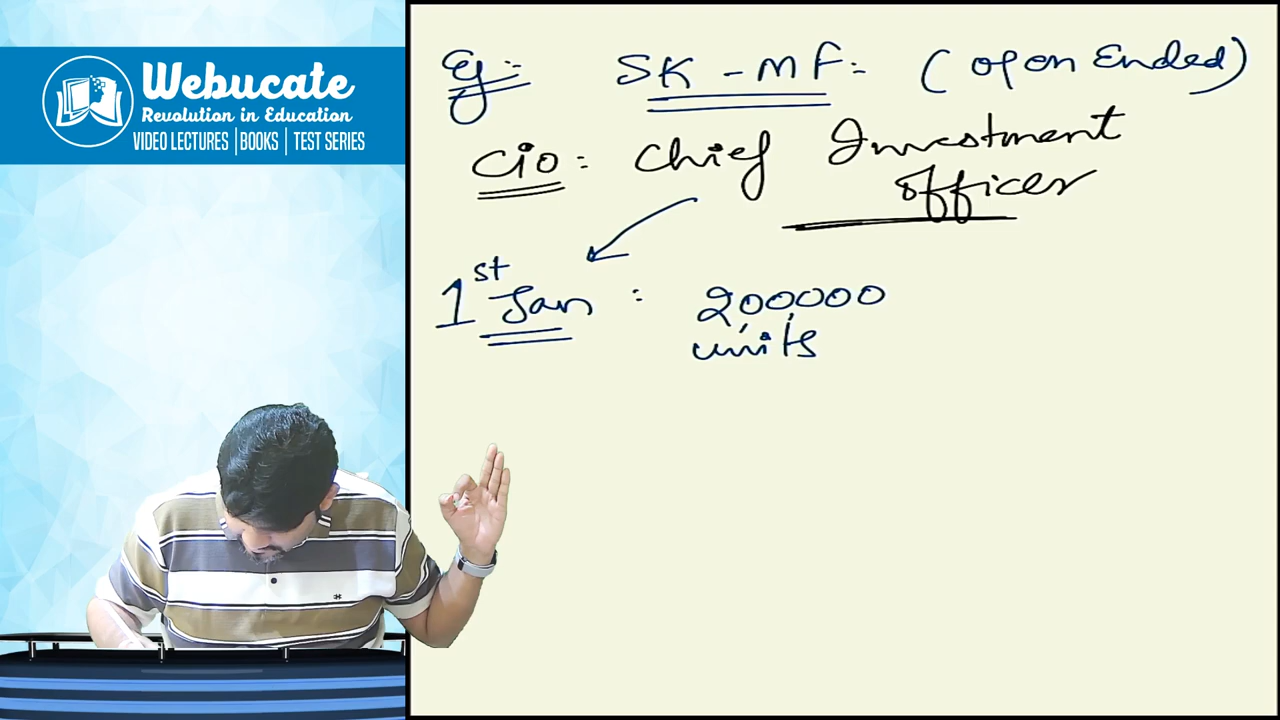 Webucate
Revolution in Education
VIDEO LECTURES | BOOKS | TEST SERIES
Eg :- SK - MF :- (Open Ended)
CIO : Chief Investment
officer
1st Jan : 200000
units